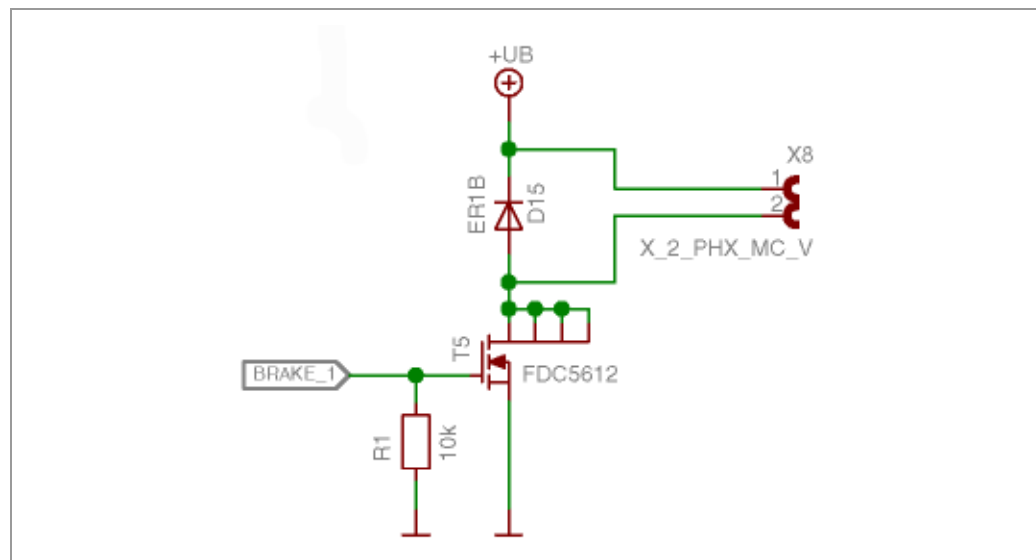 +UB
X8
1
2
ER1B
D15
X_2_PHX_MC_V
T5
FDC5612
BRAKE_1
R1
10k